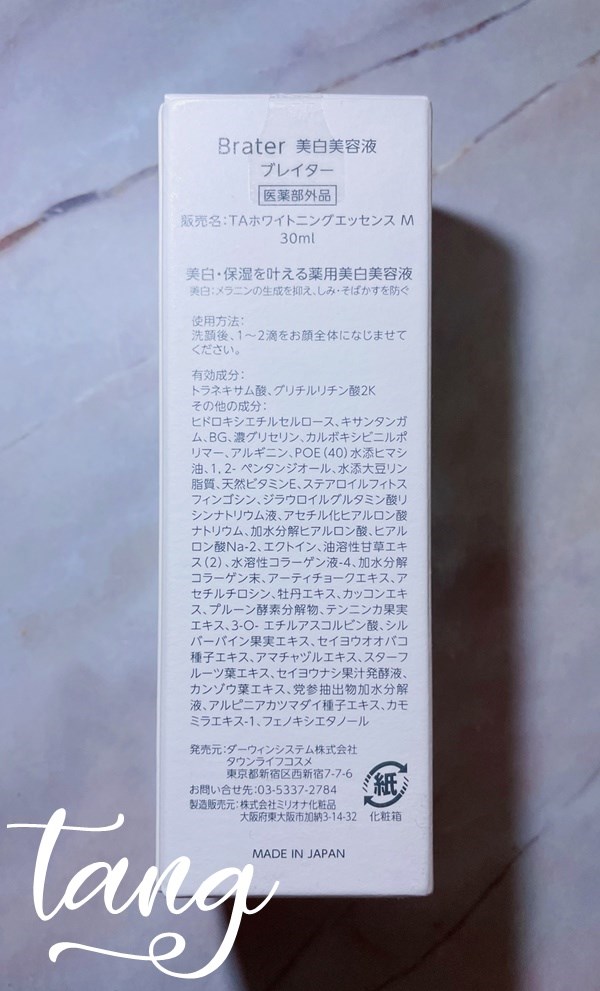 Brater 美白美容液
ブレイター
医薬部外品
販売名:TAホワイトニングエッセンス M
30ml
美白・保湿を叶える薬用美白美容液
美白:メラニンの生成を抑え、しみ・そばかすを防ぐ
使用方法:
洗顔後、1〜2滴をお顔全体になじませて
ください。
有効成分:
トラネキサム酸、グリチルリチン酸2K
その他の成分:
ヒドロキシエチルセルロース、キサンタンガ
ム、BG、濃グリセリン、カルボキシビニルポ
リマー、アルギニン、POE(40)水添ヒマシ
油、1, 2- ペンタンジオール、水添大豆リン
脂質、天然ビタミンE、ステアロイルフィトス
フィンゴシン、ジラウロイルグルタミン酸リ
シンナトリウム液、アセチル化ヒアルロン酸
ナトリウム、加水分解ヒアルロン酸、ヒアル
ロン酸Na-2、エクトイン、油溶性甘草エキ
ス(2)、水溶性コラーゲン液-4、加水分解
コラーゲン末、アーティチョークエキス、ア
セチルチロシン、牡丹エキス、カッコンエキ
ス、プルーン酵素分解物、テンニンカ果実
エキス、3-O- エチルアスコルビン酸、シル
バーバイン果実エキス、セイヨウオオバコ
種子エキス、アマチャヅルエキス、スターフ
ルーツ葉エキス、セイヨウナシ果汁発酵液、
カンゾウ葉エキス、党参抽出物加水分解
液、アルピニアカツマダイ種子エキス、カモ
ミラエキス-1、フェノキシエタノール
発売元:ダーウィンシステム株式会社
タウンライフコスメ
東京都新宿区西新宿7-7-6
お問い合せ先:03-5337-2784
製造販売元:株式会社ミリオナ化粧品
大阪府東大阪市加納3-14-32
紙
化粧箱
MADE IN JAPAN
tang